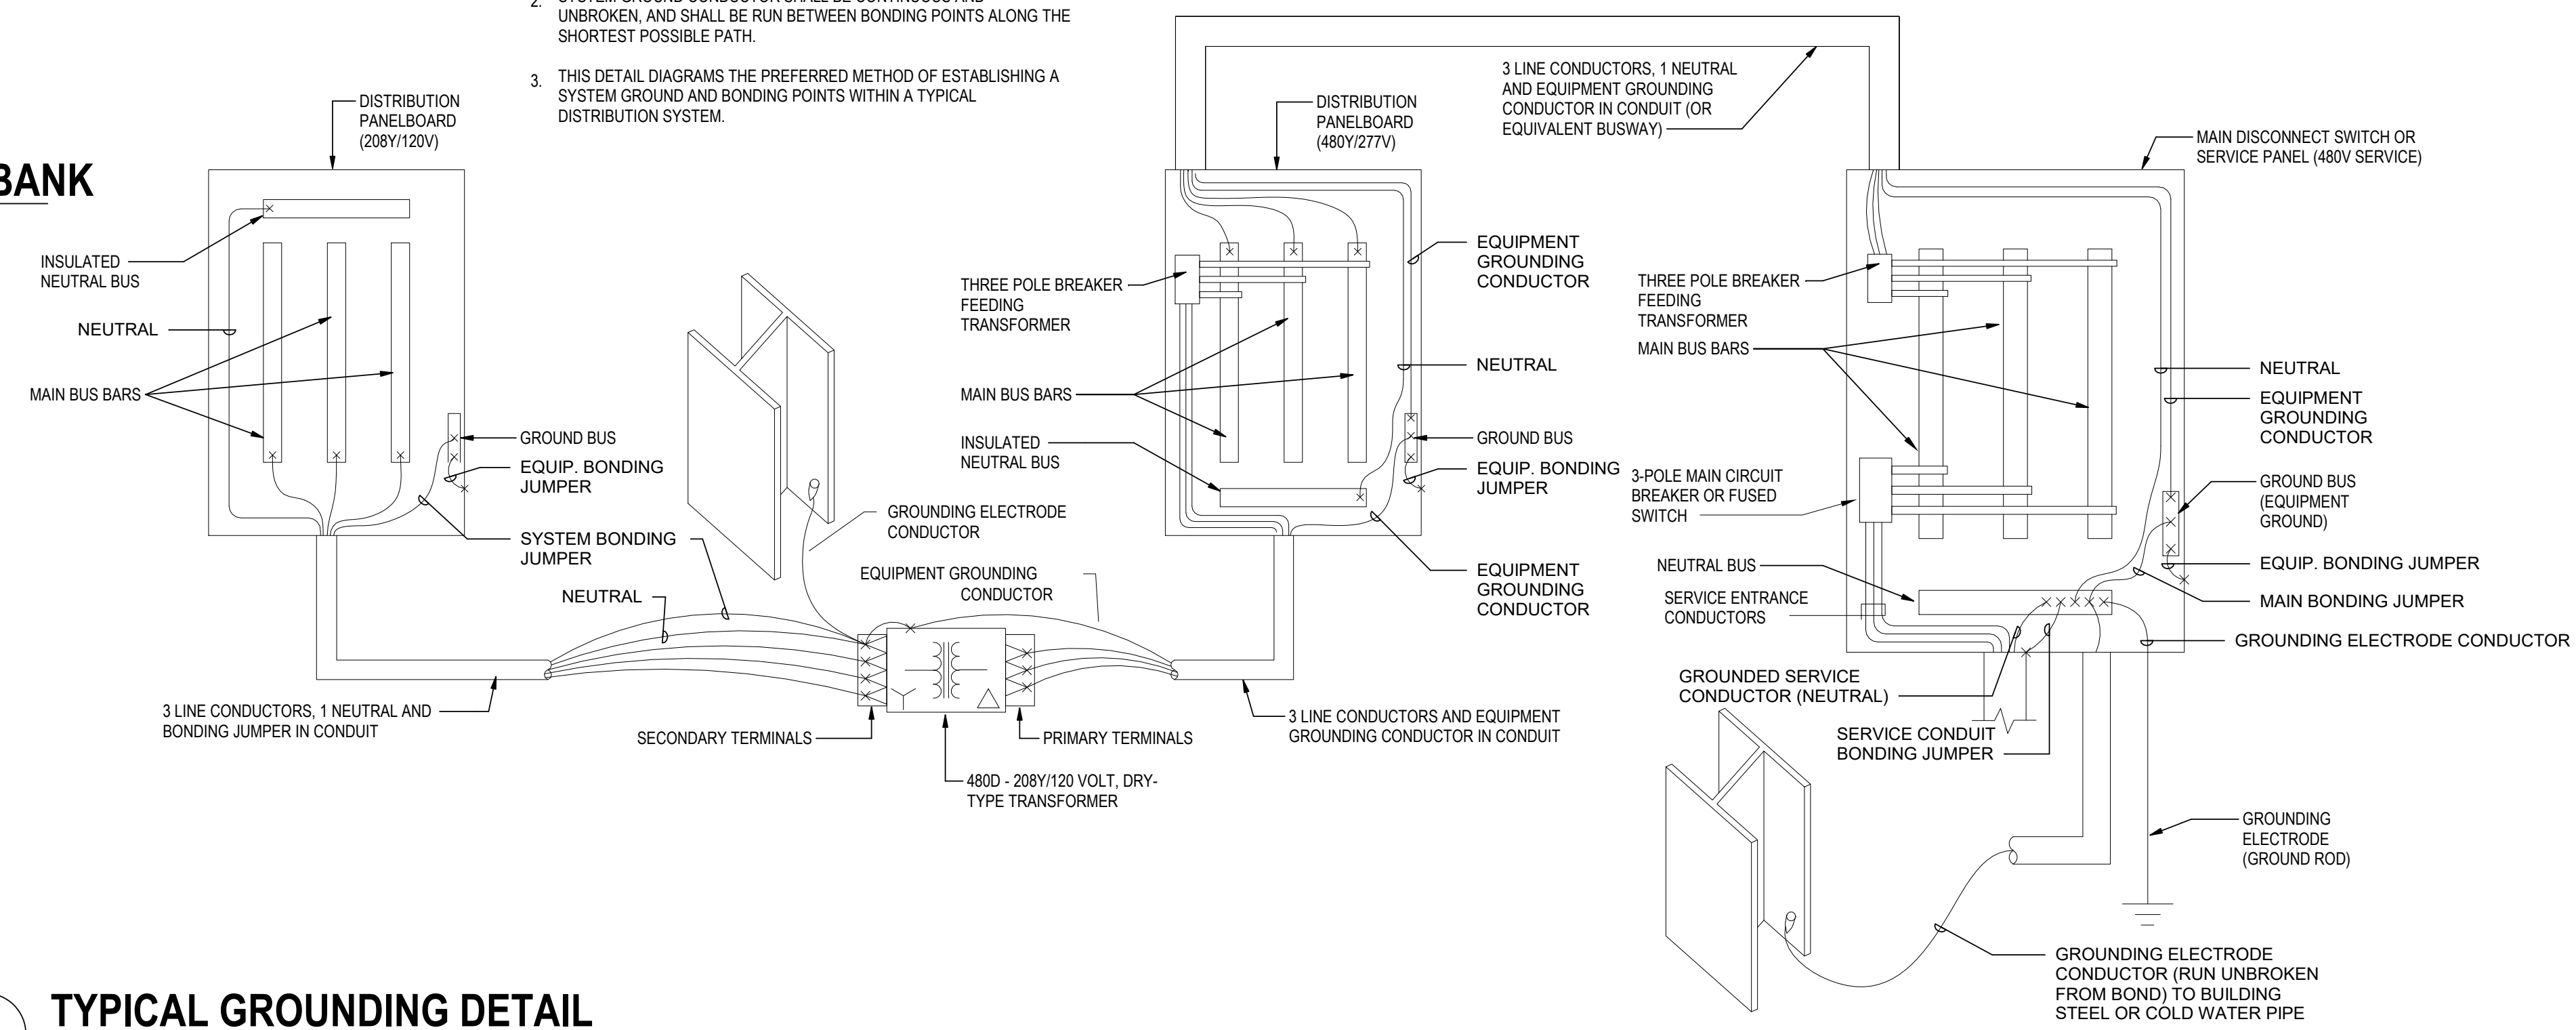 2. SYSTEM GROUND CONDUCTOR SHALL BE CONTINUOUS AND
UNBROKEN, AND SHALL BE RUN BETWEEN BONDING POINTS ALONG THE
SHORTEST POSSIBLE PATH.
3. THIS DETAIL DIAGRAMS THE PREFERRED METHOD OF ESTABLISHING A
SYSTEM GROUND AND BONDING POINTS WITHIN A TYPICAL
DISTRIBUTION SYSTEM.
BANK
DISTRIBUTION
PANELBOARD
(208Y/120V)
INSULATED
NEUTRAL BUS
NEUTRAL
MAIN BUS BARS
GROUND BUS
EQUIP. BONDING
JUMPER
SYSTEM BONDING
JUMPER
NEUTRAL
3 LINE CONDUCTORS, 1 NEUTRAL AND
BONDING JUMPER IN CONDUIT
GROUNDING ELECTRODE
CONDUCTOR
EQUIPMENT GROUNDING
CONDUCTOR
SECONDARY TERMINALS
PRIMARY TERMINALS
480D - 208Y/120 VOLT, DRY-
TYPE TRANSFORMER
DISTRIBUTION
PANELBOARD
(480Y/277V)
THREE POLE BREAKER
FEEDING
TRANSFORMER
MAIN BUS BARS
INSULATED
NEUTRAL BUS
EQUIPMENT
GROUNDING
CONDUCTOR
NEUTRAL
GROUND BUS
EQUIP. BONDING
JUMPER
EQUIPMENT
GROUNDING
CONDUCTOR
3 LINE CONDUCTORS AND EQUIPMENT
GROUNDING CONDUCTOR IN CONDUIT
3 LINE CONDUCTORS, 1 NEUTRAL
AND EQUIPMENT GROUNDING
CONDUCTOR IN CONDUIT (OR
EQUIVALENT BUSWAY)
MAIN DISCONNECT SWITCH OR
SERVICE PANEL (480V SERVICE)
THREE POLE BREAKER
FEEDING
TRANSFORMER
MAIN BUS BARS
3-POLE MAIN CIRCUIT
BREAKER OR FUSED
SWITCH
NEUTRAL BUS
SERVICE ENTRANCE
CONDUCTORS
NEUTRAL
EQUIPMENT
GROUNDING
CONDUCTOR
GROUND BUS
(EQUIPMENT
GROUND)
EQUIP. BONDING JUMPER
MAIN BONDING JUMPER
GROUNDING ELECTRODE CONDUCTOR
GROUNDED SERVICE
CONDUCTOR (NEUTRAL)
SERVICE CONDUIT
BONDING JUMPER
GROUNDING
ELECTRODE
(GROUND ROD)
GROUNDING ELECTRODE
CONDUCTOR (RUN UNBROKEN
FROM BOND) TO BUILDING
STEEL OR COLD WATER PIPE
TYPICAL GROUNDING DETAIL